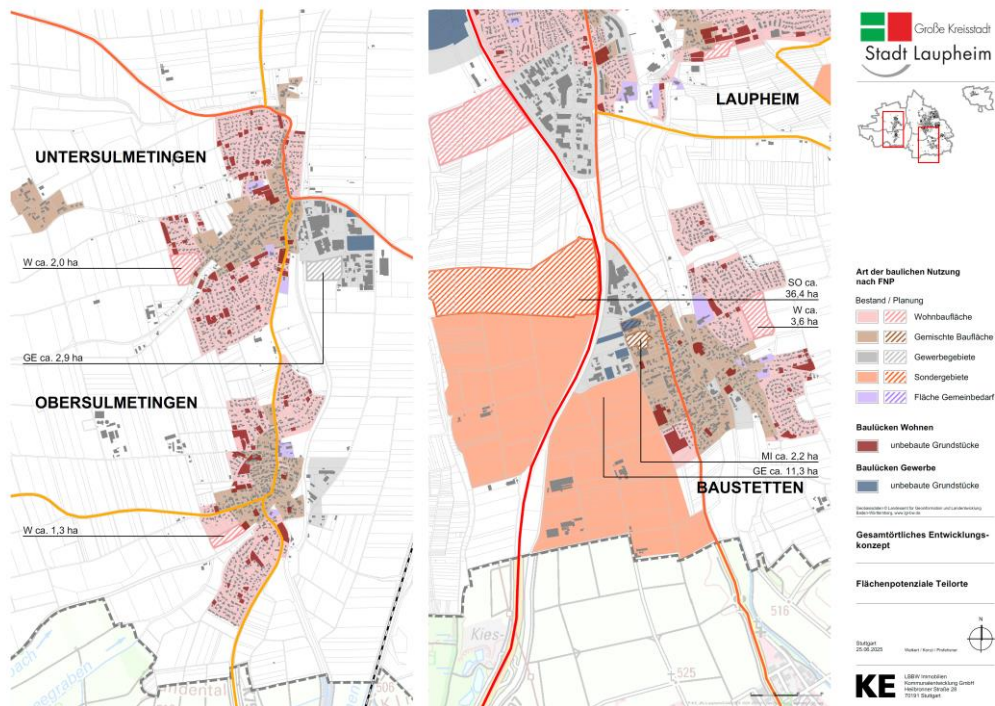 UNTERSULMETINGEN
W ca. 2,0 ha
GE ca. 2,9 ha
OBERSULMETINGEN
W ca. 1,3 ha
506
LAUPHEIM
SO ca.
36,4 ha
W ca.
3,6 ha
MI ca. 2,2 ha
GE ca. 11,3 ha
BAUSTETTEN
Kies-
516
525
Große Kreisstadt
Stadt Laupheim
Art der baulichen Nutzung
nach FNP
Bestand / Planung
Wohnbaufläche
Gemischte Baufläche
Gewerbegebiete
Sondergebiete
Fläche Gemeinbedarf
Baulücken Wohnen
unbebaute Grundstücke
Baulücken Gewerbe
unbebaute Grundstücke
Gesamtörtliches Entwicklungs-
konzept
Flächenpotenziale Teilorte
Stuttgart
25.06.2025
N
KE
LBBW Immobilien
Kommunalentwicklung GmbH
Heilbronner Straße 28
70191 Stuttgart